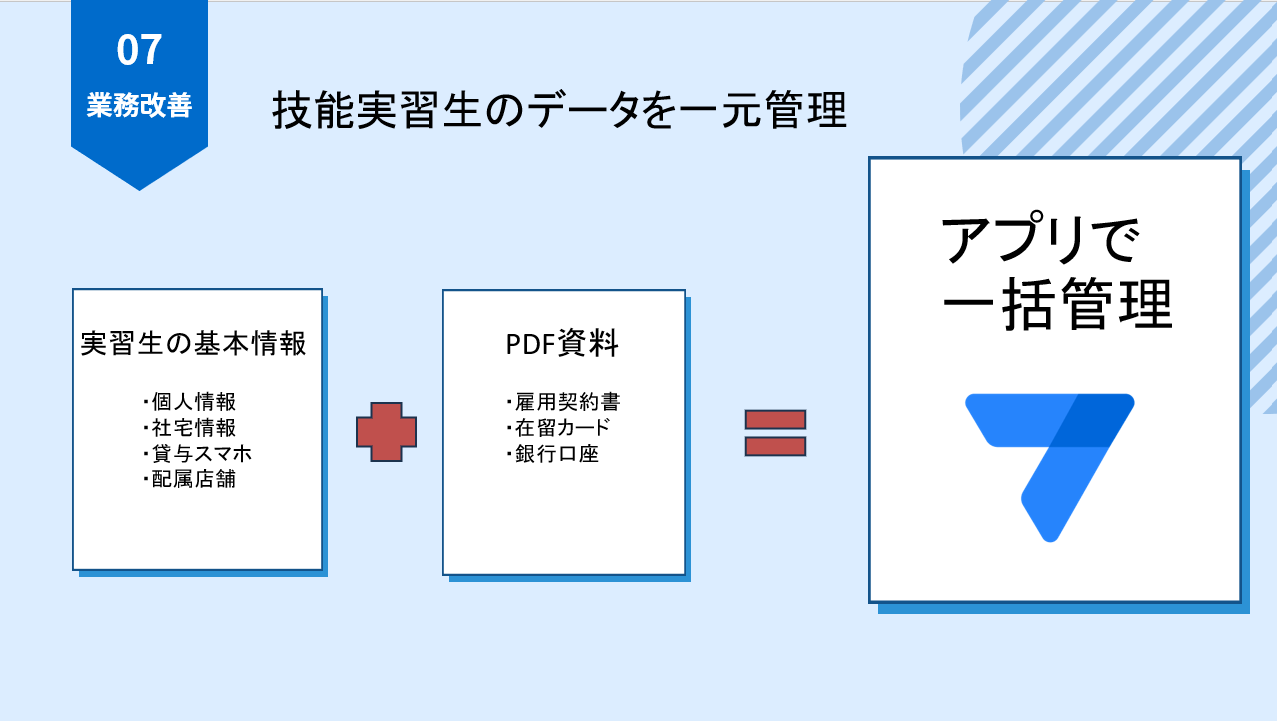 07
業務改善
技能実習生のデータを一元管理
実習生の基本情報
・個人情報
・社宅情報
・貸与スマホ
・配属店舗
PDF資料
・雇用契約書
・在留カード
・銀行口座
アプリで
一括管理